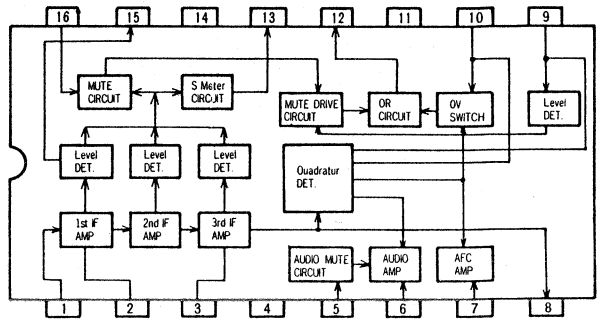 16 15 14 13 12 11 10 9
MUTE
CIRCUIT
S Meter
CIRCUIT
MUTE DRIVE
CIRCUIT
OR
CIRCUIT
OV
SWITCH
Level
DET.
Level
DET.
Level
DET.
Level
DET.
Quadratur
DET.
1st IF
AMP
2nd IF
AMP
3rd IF
AMP
AUDIO MUTE
CIRCUIT
AUDIO
AMP
AFC
AMP
1 2 3 4 5 6 7 8